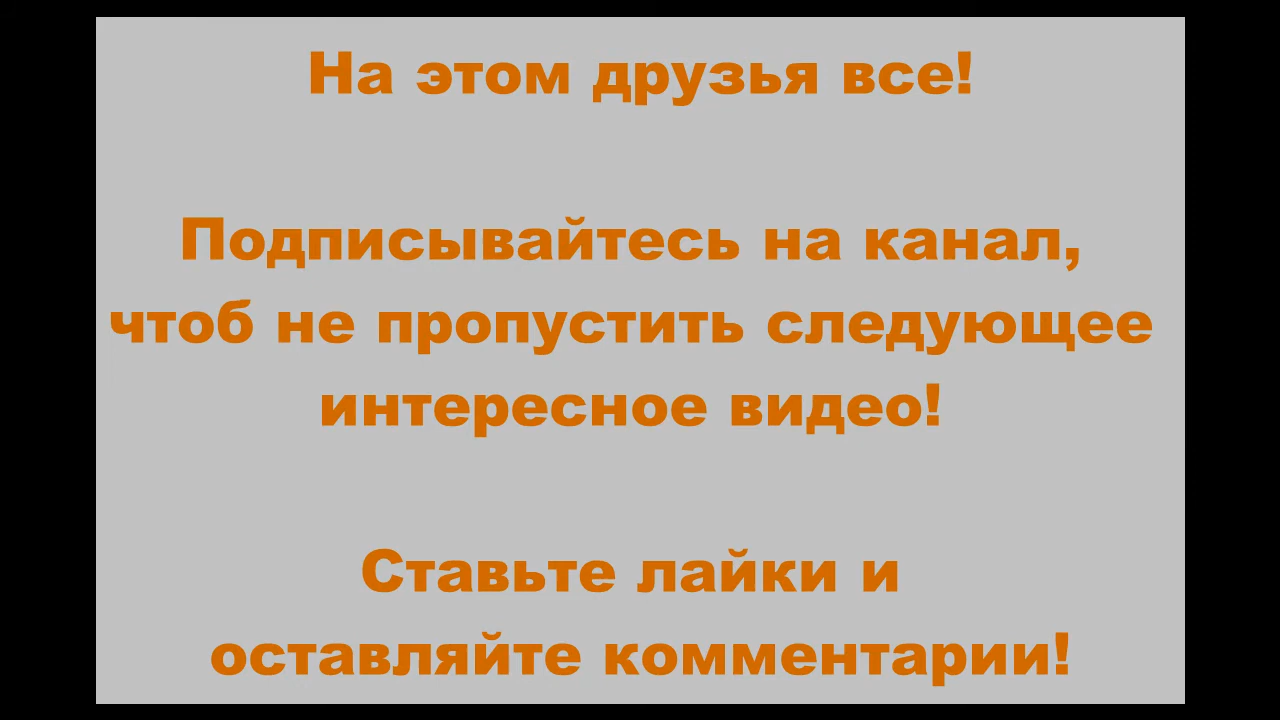 На этом друзья все!
Подписывайтесь на канал,
чтоб не пропустить следующее
интересное видео!
Ставьте лайки и
оставляйте комментарии!